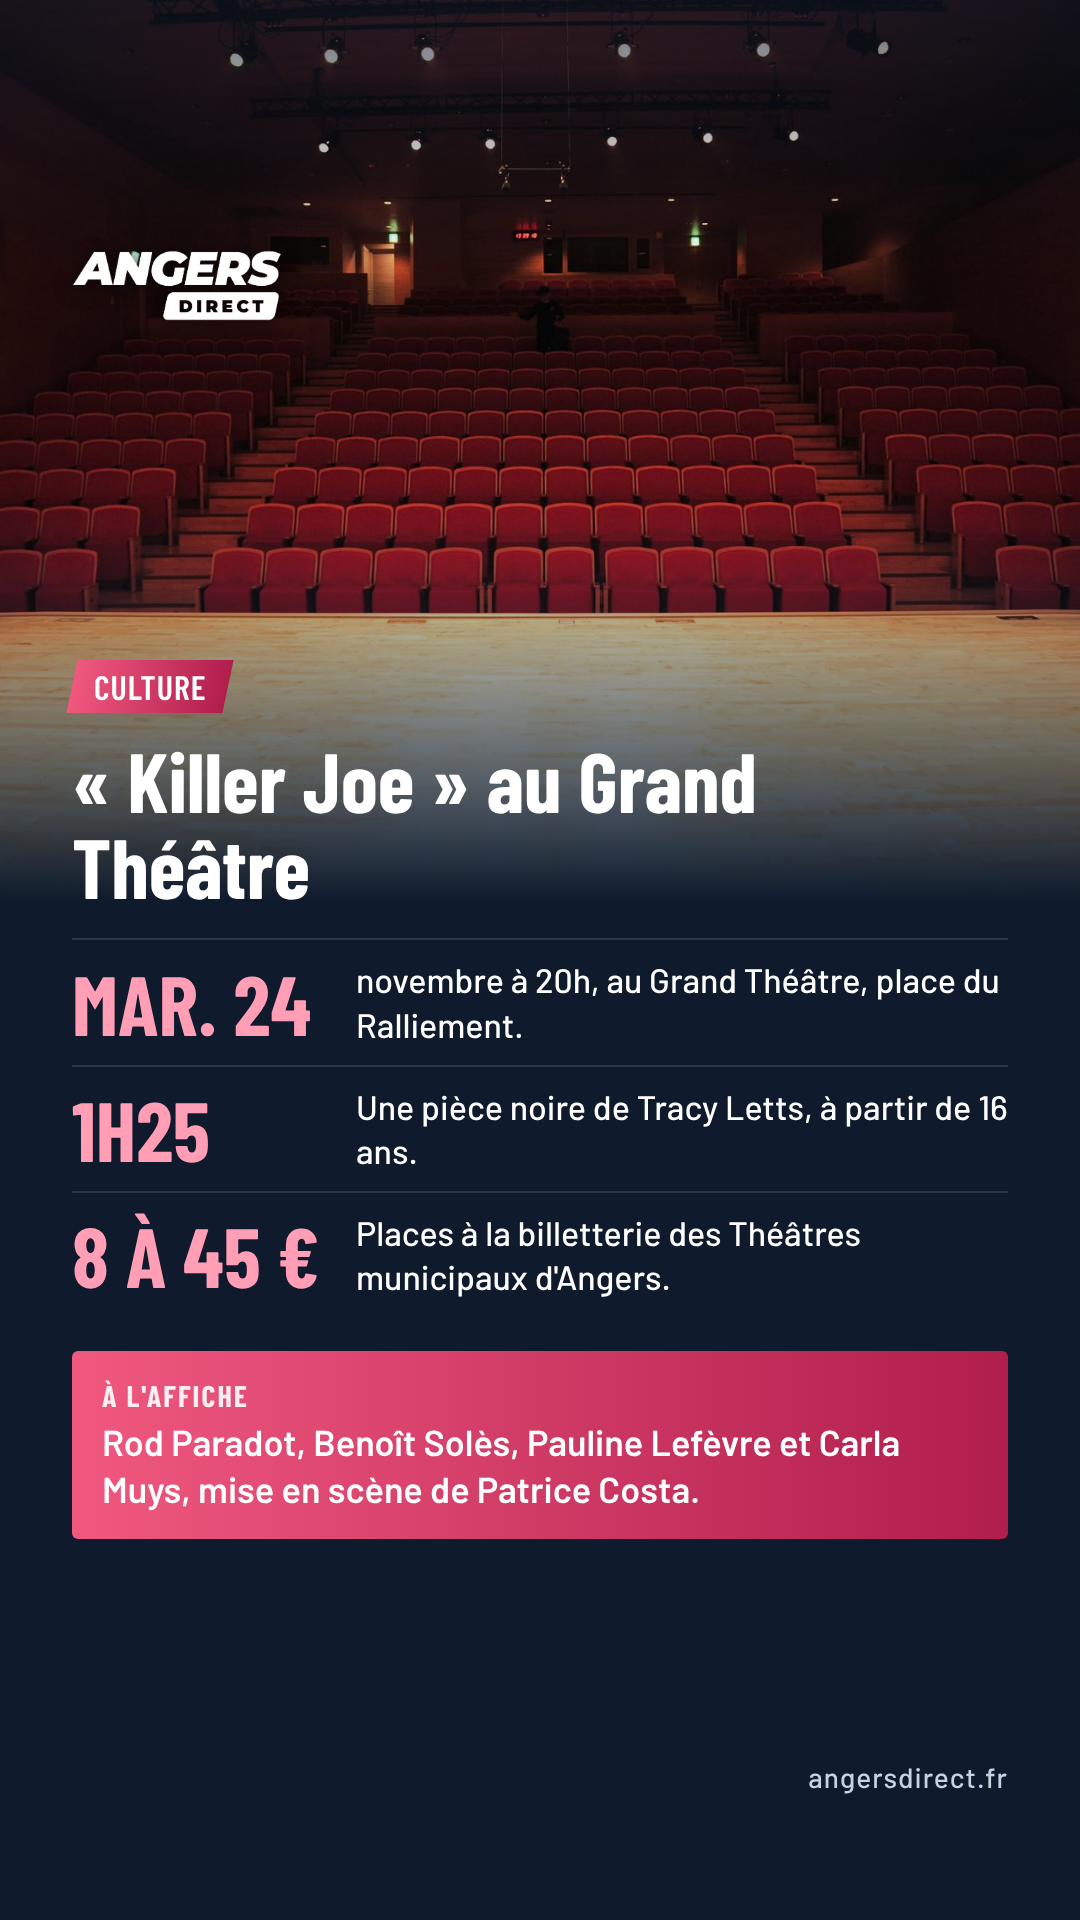 ANGERS
DIRECT
CULTURE
« Killer Joe » au Grand
Théâtre
MAR. 24
novembre à 20h, au Grand Théâtre, place du
Ralliement.
1H25
Une pièce noire de Tracy Letts, à partir de 16
ans.
8 À 45 €
Places à la billetterie des Théâtres
municipaux d'Angers.
À L'AFFICHE
Rod Paradot, Benoît Solès, Pauline Lefèvre et Carla
Muys, mise en scène de Patrice Costa.
angersdirect.fr